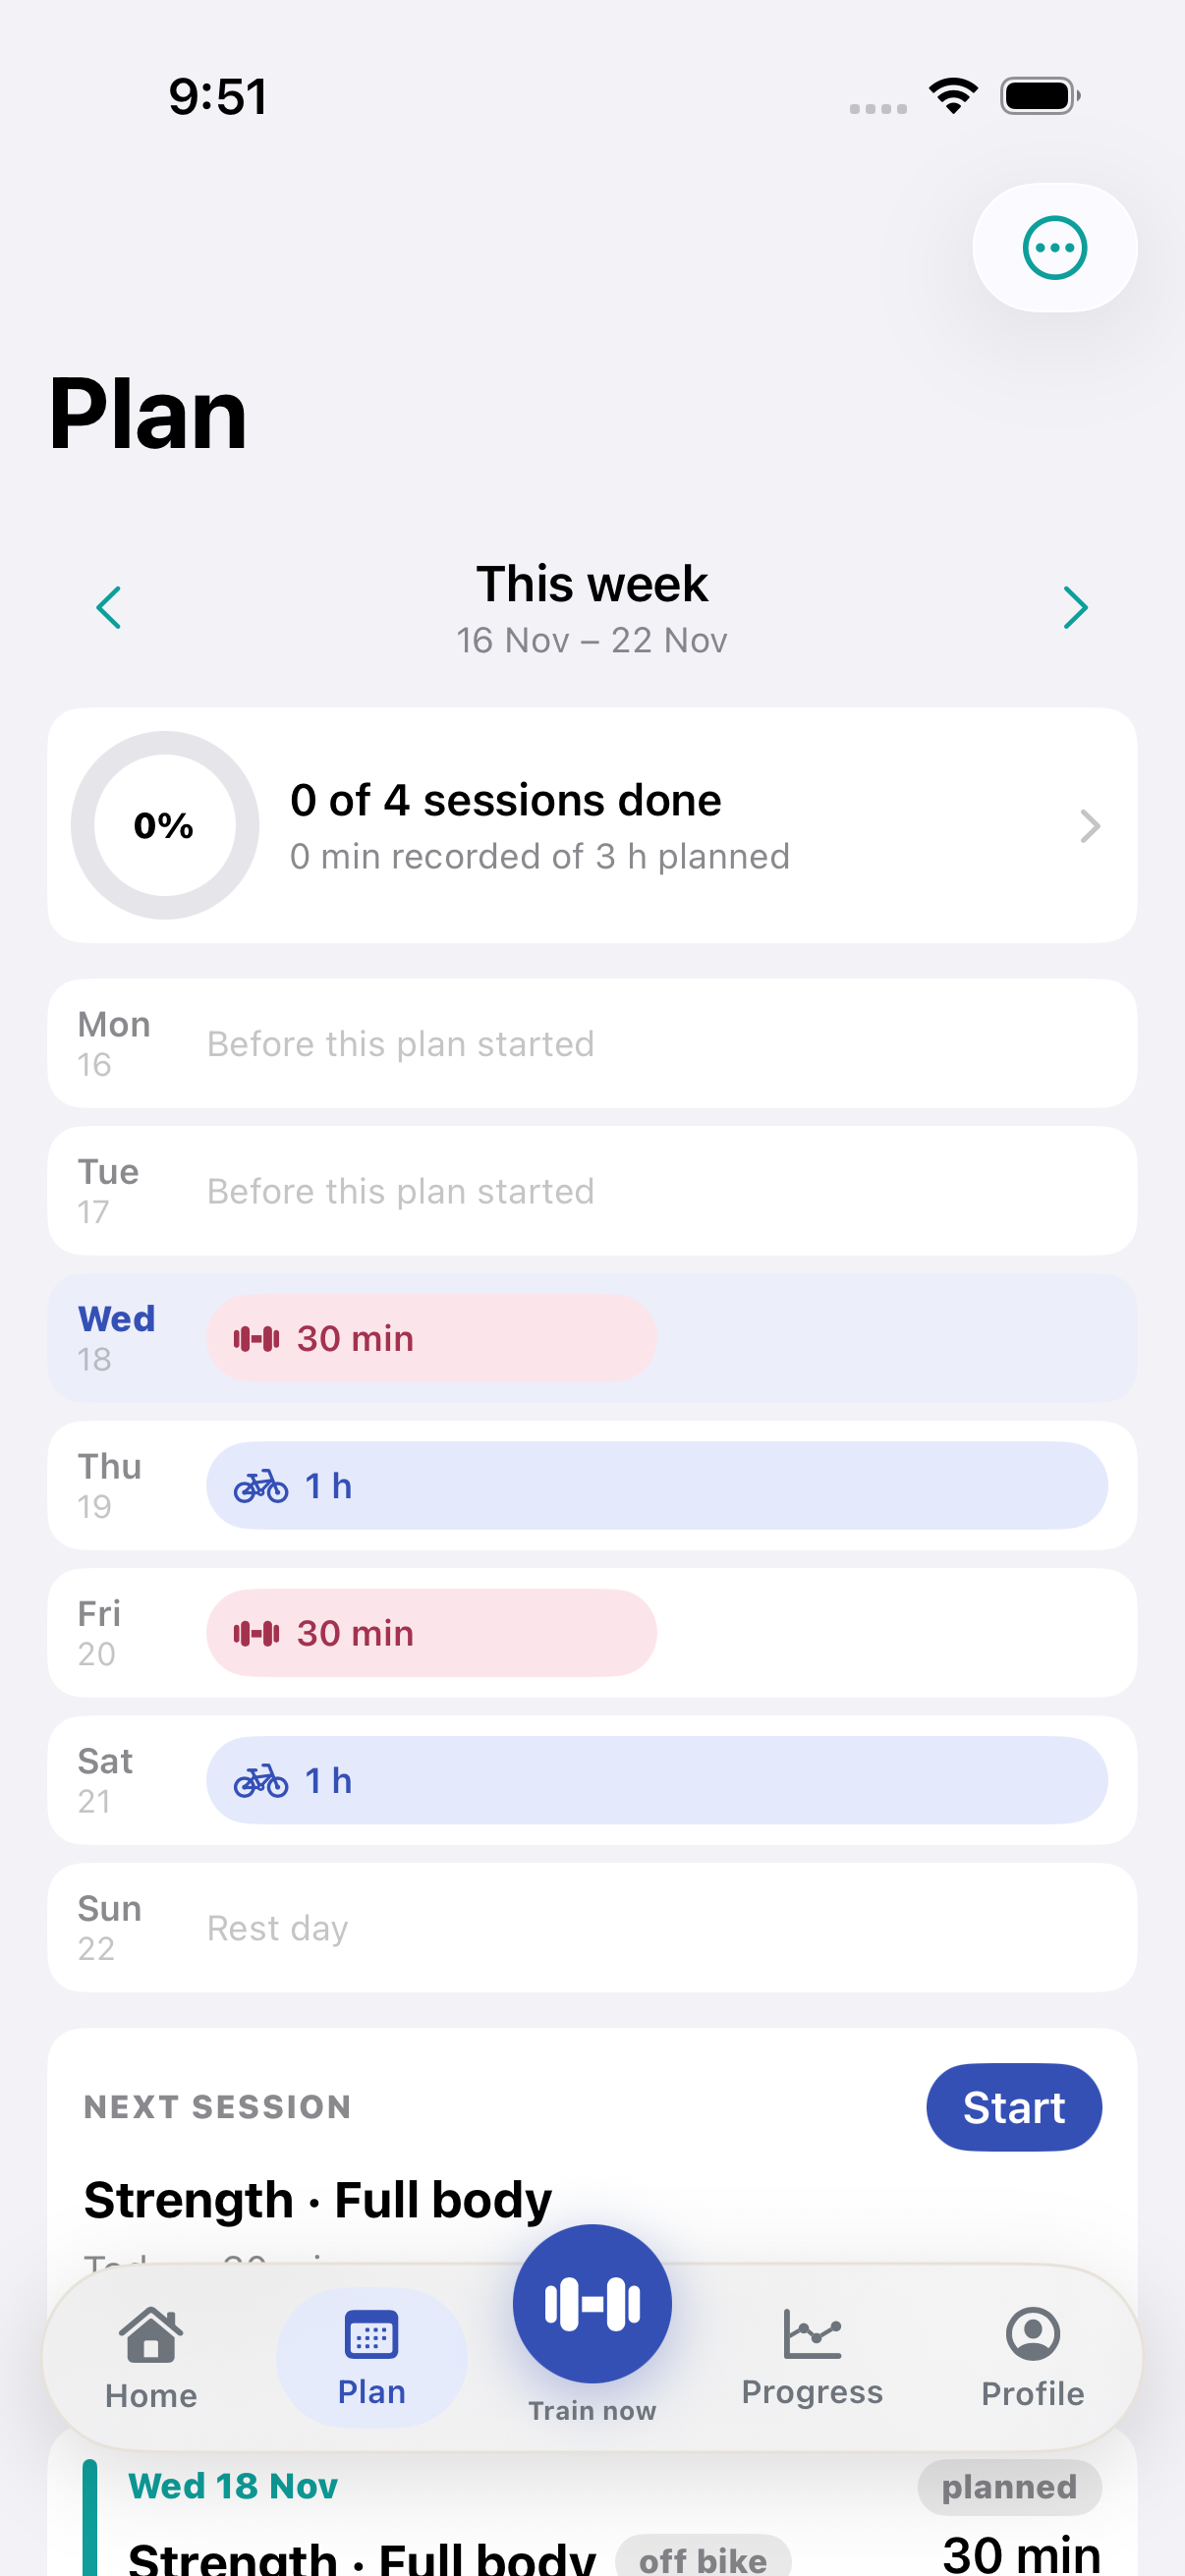 9:51
Plan
This week
16 Nov – 22 Nov
0%
0 of 4 sessions done
0 min recorded of 3 h planned
Mon
16
Before this plan started
Tue
17
Before this plan started
Wed
18
30 min
Thu
19
1 h
Fri
20
30 min
Sat
21
1 h
Sun
22
Rest day
NEXT SESSION
Start
Strength · Full body
Home
Plan
Train now
Progress
Profile
Wed 18 Nov
planned
Strength · Full body
off bike
30 min